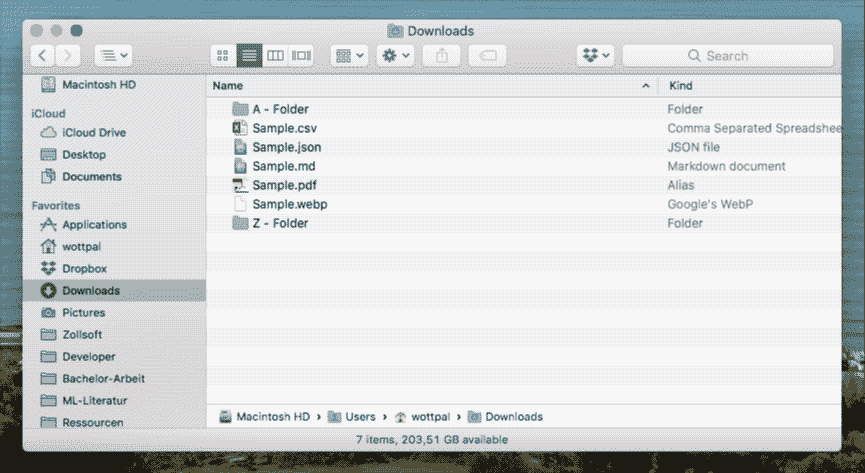 Downloads
Search
Macintosh HD
iCloud
iCloud Drive
Desktop
Documents
Favorites
Applications
wottpal
Dropbox
Downloads
Pictures
Zollsoft
Developer
Bachelor-Arbeit
ML-Literatur
Ressourcen
Name Kind
A - Folder Folder
Sample.csv Comma Separated Spreadshee
Sample.json JSON file
Sample.md Markdown document
Sample.pdf Alias
Sample.webp Google's WebP
Z - Folder Folder
Macintosh HD › Users › wottpal › Downloads
7 items, 203,51 GB available